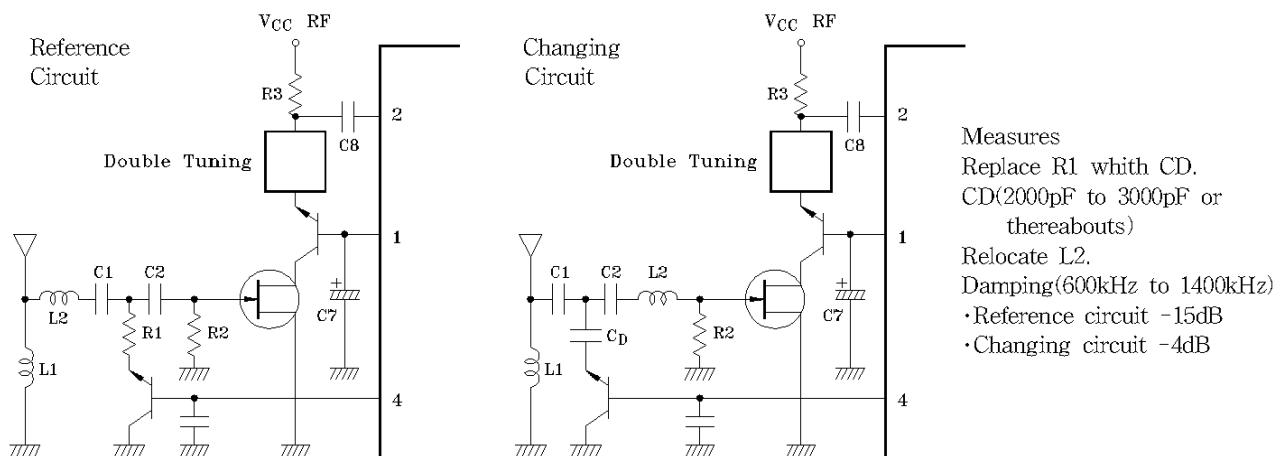 Reference
Circuit
VCC RF
R3
2
C8
Double Tuning
1
C1 C2
L2
C7
R1
R2
L1
4
Changing
Circuit
VCC RF
R3
2
C8
Double Tuning
1
C1 C2 L2
C7
CD
R2
L1
4
Measures
Replace R1 whith CD.
CD(2000pF to 3000pF or
thereabouts)
Relocate L2.
Damping(600kHz to 1400kHz)
·Reference circuit -15dB
·Changing circuit -4dB